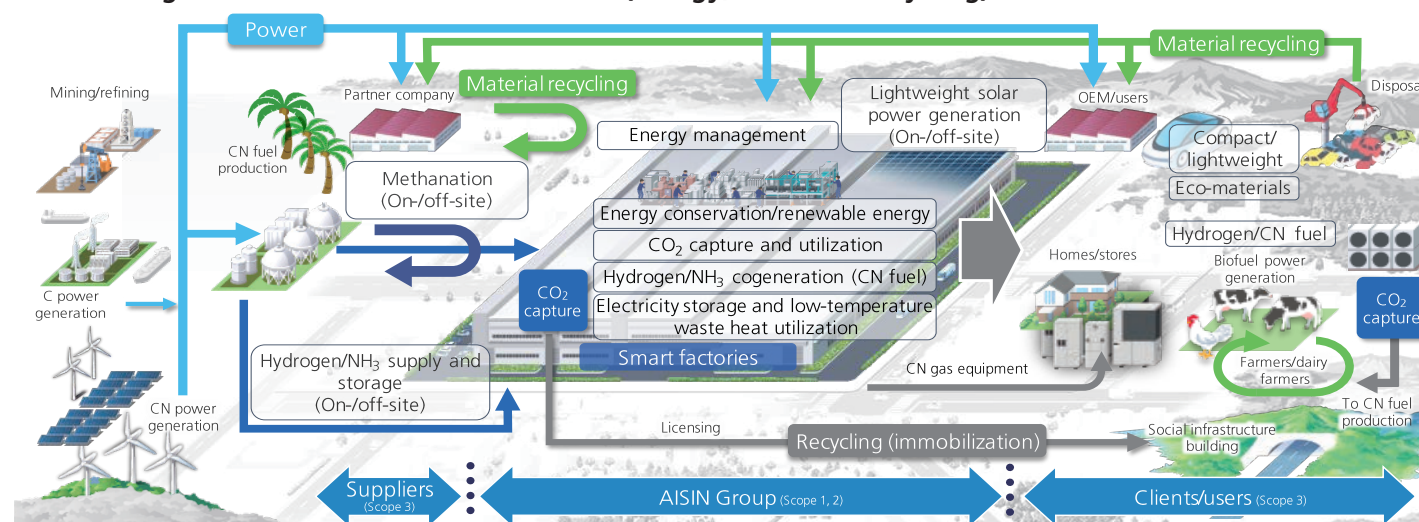 Power
Material recycling
Mining/refining
Partner company
Material recycling
Lightweight solar
power generation
(On-/off-site)
OEM/users
Energy management
Compact/
lightweight
CN fuel
production
Methanation
(On-/off-site)
Eco-materials
Energy conservation/renewable energy
Hydrogen/CN fuel
CO₂ capture and utilization
Homes/stores
Biofuel power
generation
Hydrogen/NH₃ cogeneration (CN fuel)
C power
generation
CO₂
capture
Electricity storage and low-temperature
waste heat utilization
CO₂
capture
Smart factories
Hydrogen/NH₃ supply and
storage
(On-/off-site)
CN gas equipment
Farmers/dairy
farmers
CN power
generation
To CN fuel
production
Licensing
Recycling (immobilization)
Social infrastructure
building
Suppliers
(Scope 3)
AISIN Group (Scope 1, 2)
Clients/users (Scope 3)